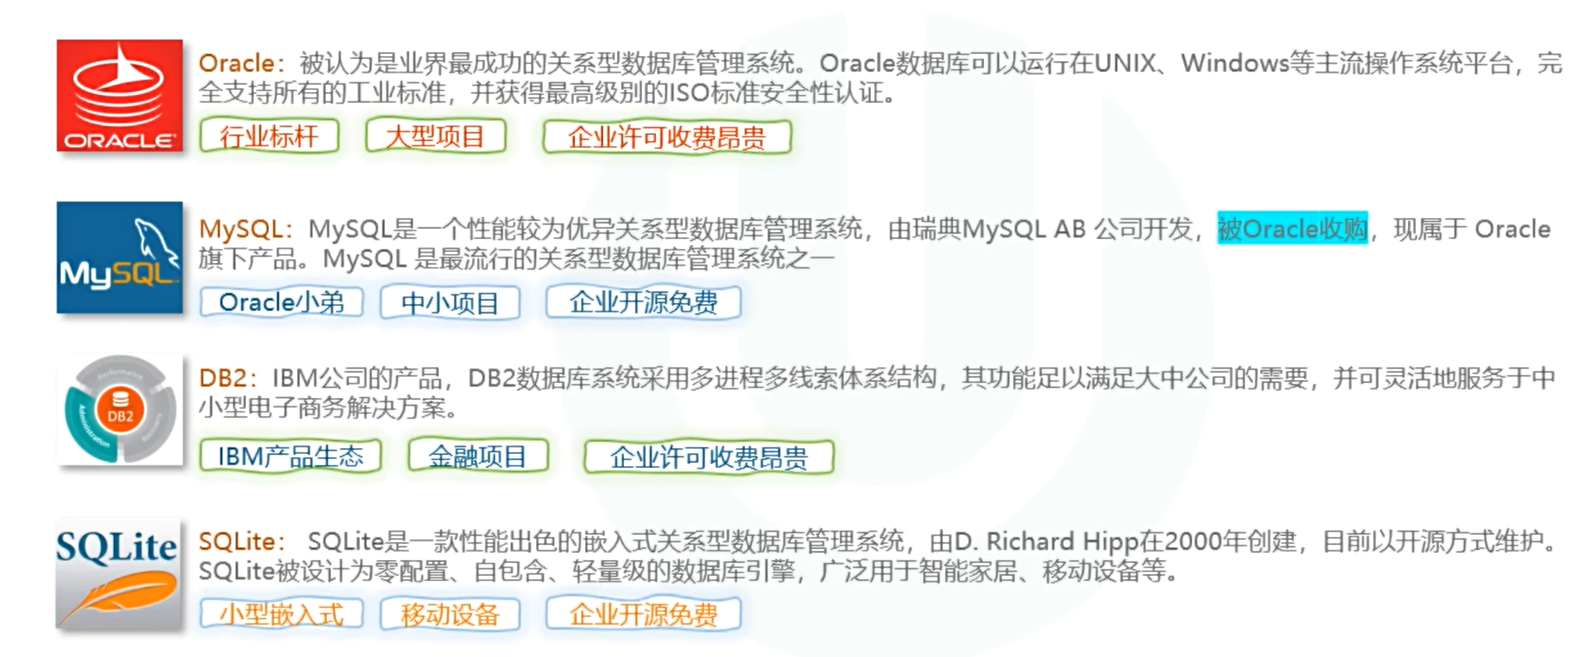 Oracle：被认为是业界最成功的关系型数据库管理系统。Oracle数据库可以运行在UNIX、Windows等主流操作系统平台，完
全支持所有的工业标准，并获得最高级别的ISO标准安全性认证。
ORACLE
行业标杆 大型项目 企业许可收费昂贵
MySQL：MySQL是一个性能较为优异关系型数据库管理系统，由瑞典MySQL AB 公司开发，被Oracle收购，现属于 Oracle
旗下产品。MySQL 是最流行的关系型数据库管理系统之一
MySQL
Oracle小弟 中小项目 企业开源免费
DB2：IBM公司的产品，DB2数据库系统采用多进程多线索体系结构，其功能足以满足大中公司的需要，并可灵活地服务于中
小型电子商务解决方案。
Performance
DB2
Administration
Recovery
IBM产品生态 金融项目 企业许可收费昂贵
SQLite
SQLite： SQLite是一款性能出色的嵌入式关系型数据库管理系统，由D. Richard Hipp在2000年创建，目前以开源方式维护。
SQLite被设计为零配置、自包含、轻量级的数据库引擎，广泛用于智能家居、移动设备等。
小型嵌入式 移动设备 企业开源免费